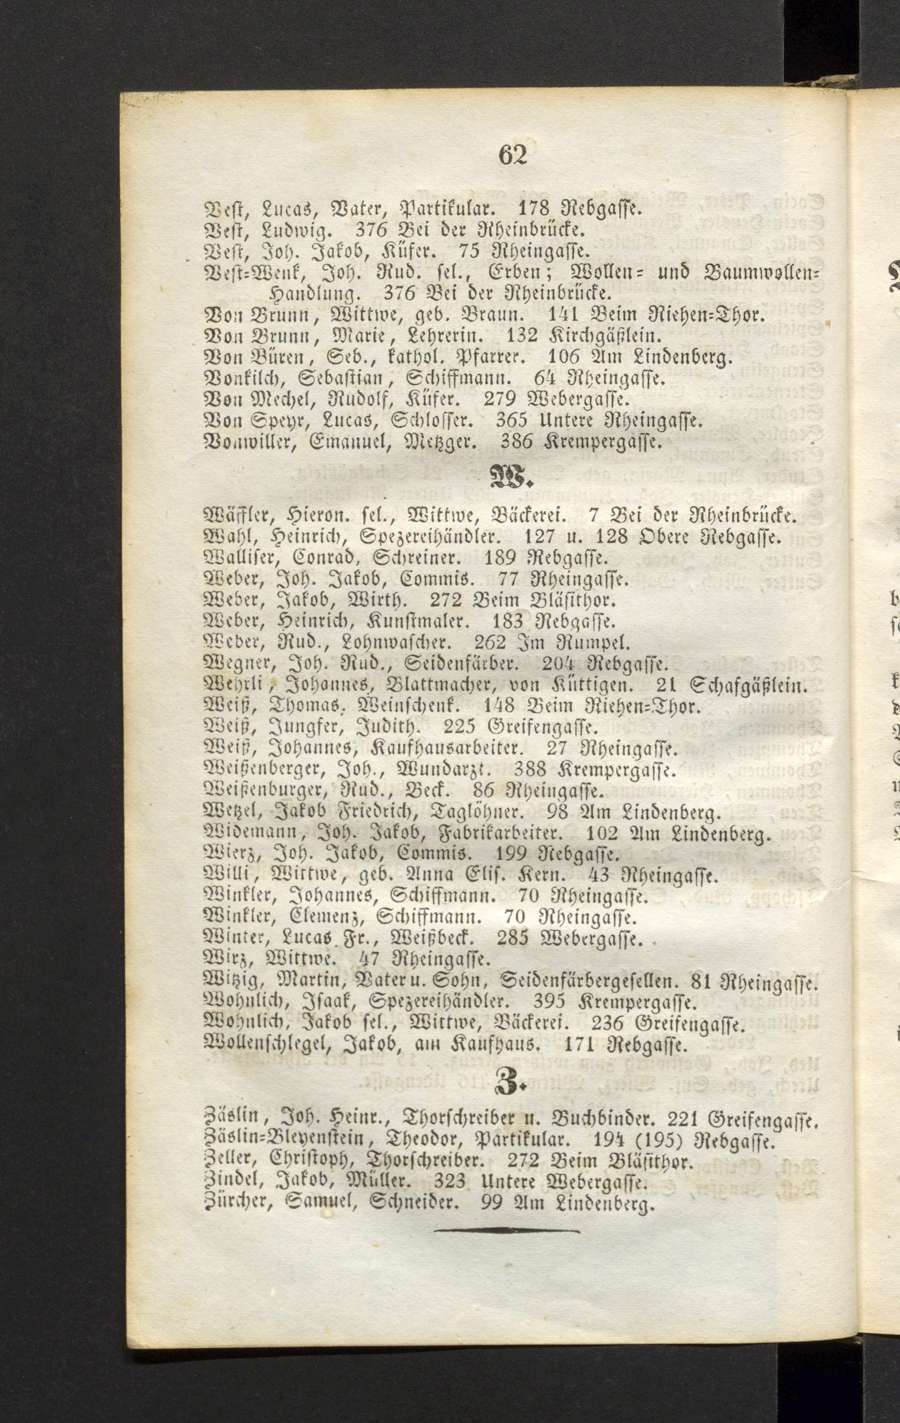 62
Vest, Lucas, Vater, Partikular. 178 Rebgasse.
Vest, Ludwig. 376 Bei der Rheinbrücke.
Vest, Joh. Jakob, Küfer. 75 Rheingasse.
Vest=Wenk, Joh. Rud. sel., Erben; Wollen= und Baumwollen=
Handlung. 376 Bei der Rheinbrücke.
Von Brunn, Wittwe, geb. Braun. 141 Beim Riehen=Thor.
Von Brunn, Marie, Lehrerin. 132 Kirchgäßlein.
Von Büren, Seb., kathol. Pfarrer. 106 Am Lindenberg.
Vonkilch, Sebastian, Schiffmann. 64 Rheingasse.
Von Mechel, Rudolf, Küfer. 279 Webergasse.
Von Speyr, Lucas, Schlosser. 365 Untere Rheingasse.
Vonwiller, Emanuel, Metzger. 386 Krempergasse.
W.
Wäffler, Hieron. sel., Wittwe, Bäckerei. 7 Bei der Rheinbrücke.
Wahl, Heinrich, Spezereihändler. 127 u. 128 Obere Rebgasse.
Walliser, Conrad, Schreiner. 189 Rebgasse.
Weber, Joh. Jakob, Commis. 77 Rheingasse.
Weber, Jakob, Wirth. 272 Beim Bläsithor.
Weber, Heinrich, Kunstmaler. 183 Rebgasse.
Weber, Rud., Lohnwascher. 262 Im Rumpel.
Wegner, Joh. Rud., Seidenfärber. 204 Rebgasse.
Wehrli, Johannes, Blattmacher, von Küttigen. 21 Schafgäßlein.
Weiß, Thomas, Weinschenk. 148 Beim Riehen=Thor.
Weiß, Jungfer, Judith. 225 Greifengasse.
Weiß, Johannes, Kaufhausarbeiter. 27 Rheingasse.
Weißenberger, Joh., Wundarzt. 388 Krempergasse.
Weißenburger, Rud., Beck. 86 Rheingasse.
Wetzel, Jakob Friedrich, Taglöhner. 98 Am Lindenberg.
Widemann, Joh. Jakob, Fabrikarbeiter. 102 Am Lindenberg.
Wierz, Joh. Jakob, Commis. 199 Rebgasse.
Willi, Wittwe, geb. Anna Elis. Kern. 43 Rheingasse.
Winkler, Johannes, Schiffmann. 70 Rheingasse.
Winkler, Clemenz, Schiffmann. 70 Rheingasse.
Winter, Lucas Fr., Weißbeck. 285 Webergasse.
Wirz, Wittwe. 47 Rheingasse.
Witzig, Martin, Vater u. Sohn, Seidenfärbergesellen. 81 Rheingasse.
Wohnlich, Isaak, Spezereihändler. 395 Krempergasse.
Wohnlich, Jakob sel., Wittwe, Bäckerei. 236 Greifengasse.
Wollenschlegel, Jakob, am Kaufhaus. 171 Rebgasse.
Z.
Zäslin, Joh. Heinr., Thorschreiber u. Buchbinder. 221 Greifengasse.
Zäslin=Bleyenstein, Theodor, Partikular. 194 (195) Rebgasse.
Zeller, Christoph, Thorschreiber. 272 Beim Bläsithor.
Zindel, Jakob, Müller. 323 Untere Webergasse.
Zürcher, Samuel, Schneider. 99 Am Lindenberg.